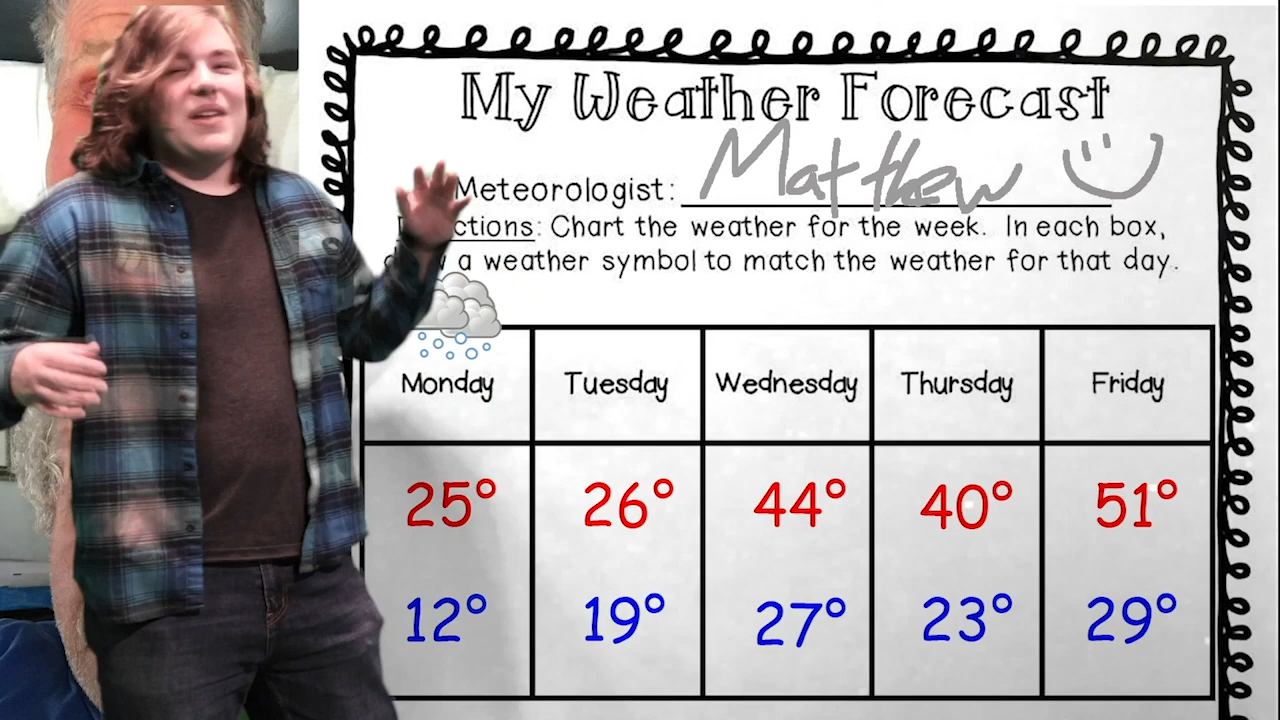 My Weather Forecast
Meteorologist: Matthew
Directions: Chart the weather for the week. In each box,
a weather symbol to match the weather for that day.
Monday Tuesday Wednesday Thursday Friday
25° 26° 44° 40° 51°
12° 19° 27° 23° 29°